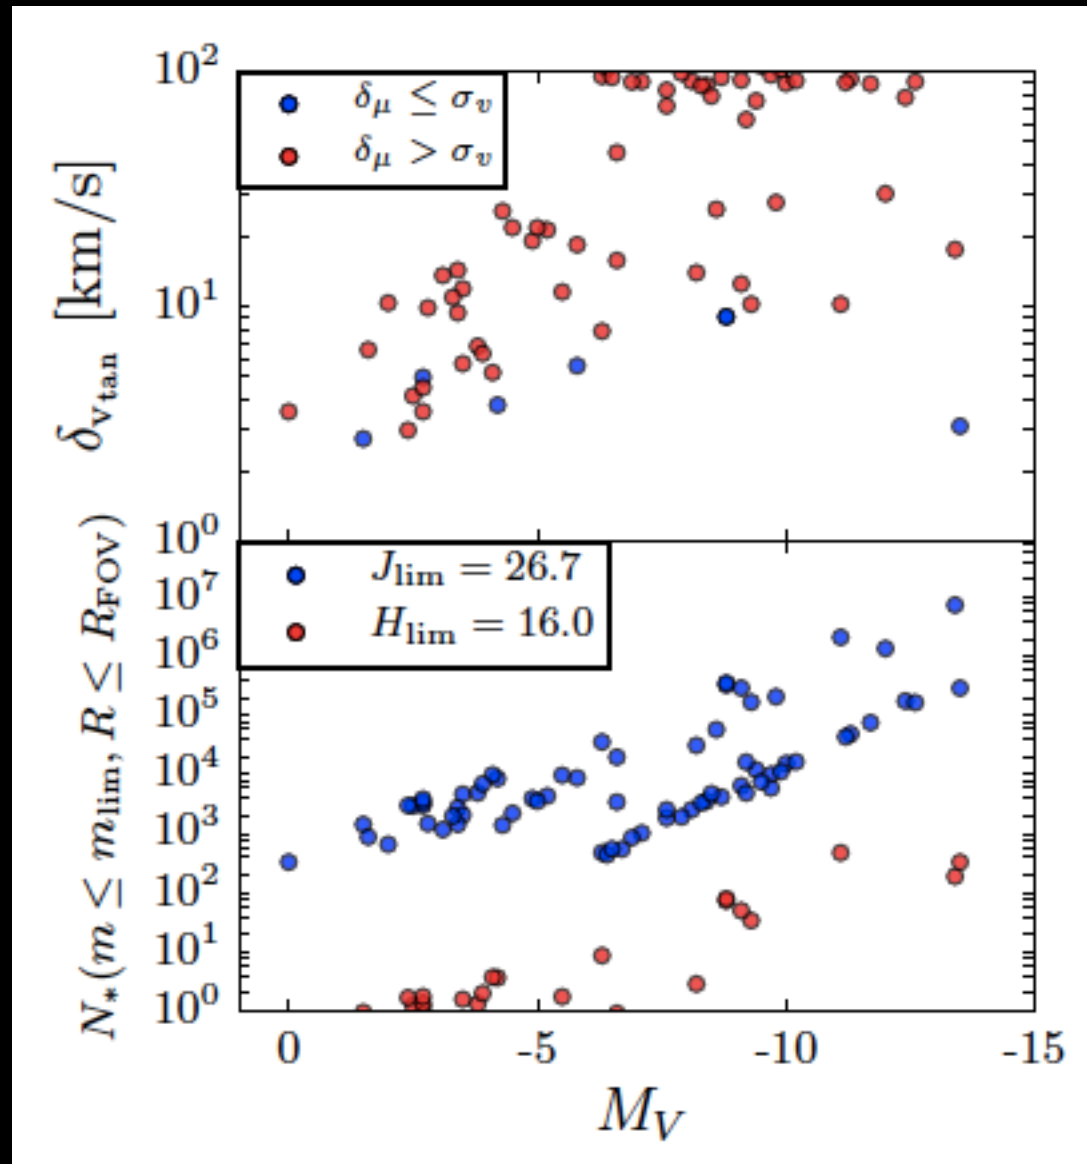 10²
δ_μ ≤ σ_v
δ_μ > σ_v
δ_{v_tan} [km/s]
10¹
10⁰
J_lim = 26.7
H_lim = 16.0
N_*(m ≤ m_lim, R ≤ R_FOV)
10⁷
10⁶
10⁵
10⁴
10³
10²
10¹
10⁰
0 -5 -10 -15
M_V